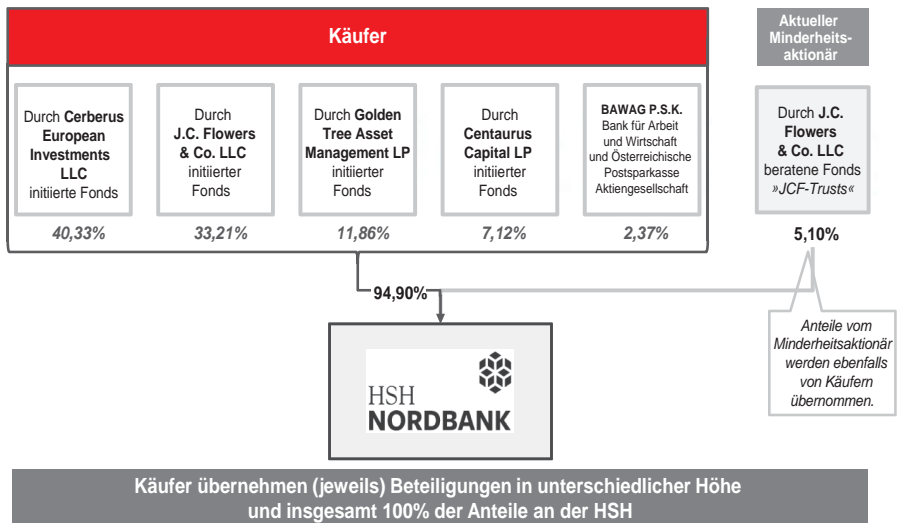 Käufer
Aktueller
Minderheits-
aktionär
Durch Cerberus
European
Investments
LLC
initiierte Fonds
Durch
J.C. Flowers
& Co. LLC
initiierter
Fonds
Durch Golden
Tree Asset
Management LP
initiierter
Fonds
Durch
Centaurus
Capital LP
initiierter
Fonds
BAWAG P.S.K.
Bank für Arbeit
und Wirtschaft
und Österreichische
Postsparkasse
Aktiengesellschaft
Durch J.C.
Flowers
& Co. LLC
beratene Fonds
»JCF-Trusts«
40,33%
33,21%
11,86%
7,12%
2,37%
5,10%
94,90%
Anteile vom
Minderheitsaktionär
werden ebenfalls
von Käufern
übernommen.
HSH
NORDBANK
Käufer übernehmen (jeweils) Beteiligungen in unterschiedlicher Höhe
und insgesamt 100% der Anteile an der HSH